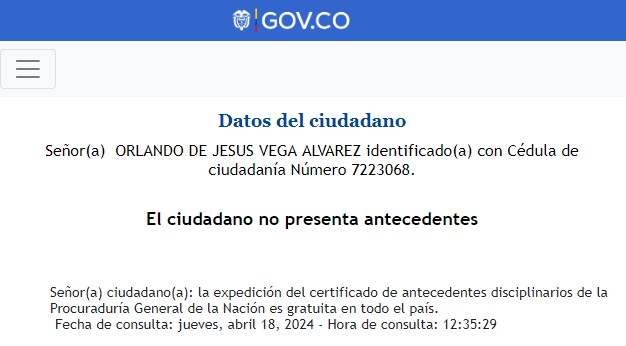 GOV.CO
Datos del ciudadano
Señor(a) ORLANDO DE JESUS VEGA ALVAREZ identificado(a) con Cédula de
ciudadanía Número 7223068.
El ciudadano no presenta antecedentes
Señor(a) ciudadano(a): la expedición del certificado de antecedentes disciplinarios de la
Procuraduría General de la Nación es gratuita en todo el país.
Fecha de consulta: jueves, abril 18, 2024 - Hora de consulta: 12:35:29